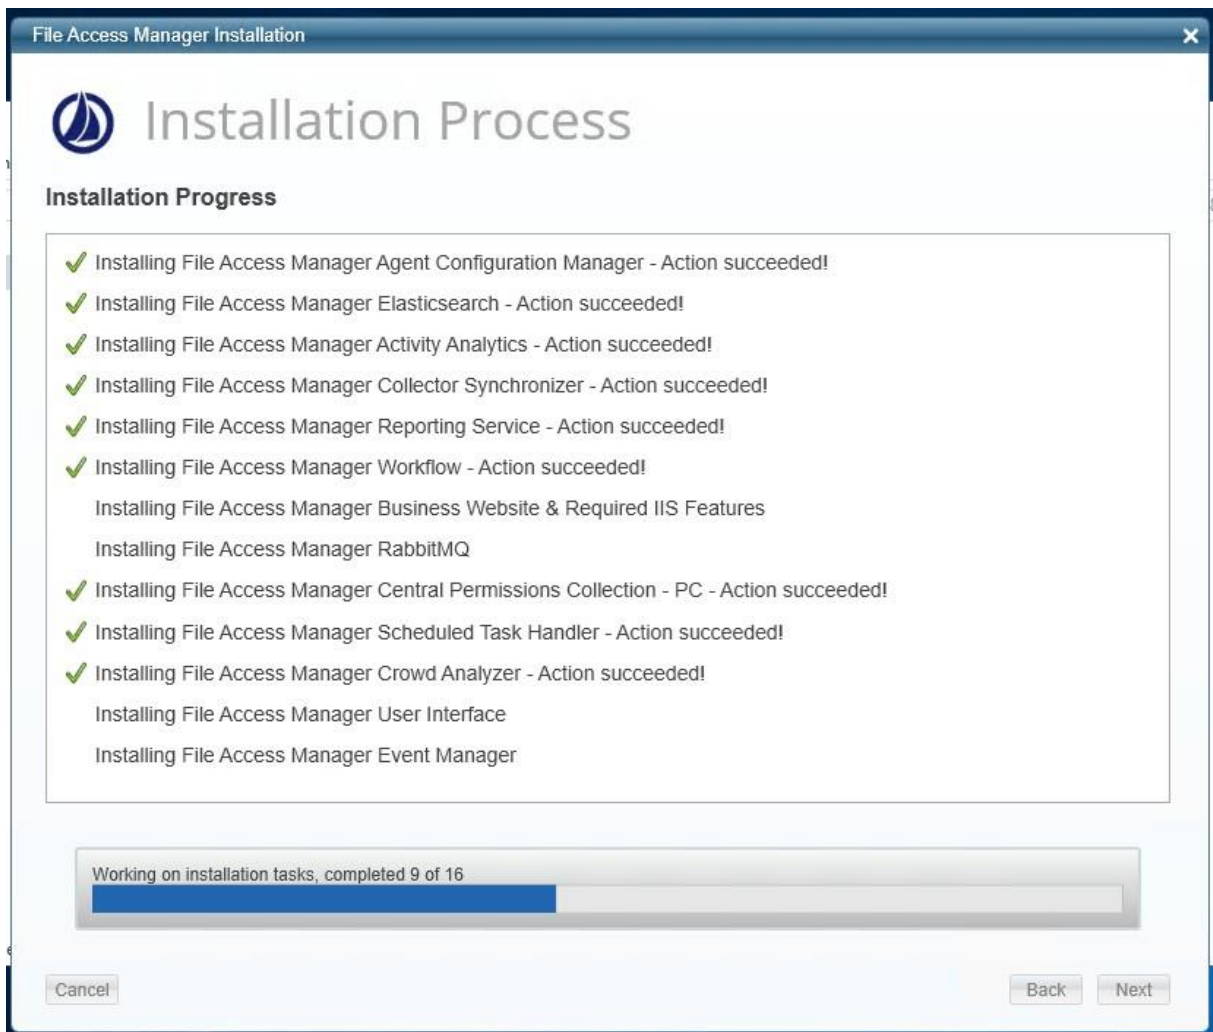 File Access Manager Installation
Installation Process
Installation Progress
Installing File Access Manager Agent Configuration Manager - Action succeeded!
Installing File Access Manager Elasticsearch - Action succeeded!
Installing File Access Manager Activity Analytics - Action succeeded!
Installing File Access Manager Collector Synchronizer - Action succeeded!
Installing File Access Manager Reporting Service - Action succeeded!
Installing File Access Manager Workflow - Action succeeded!
Installing File Access Manager Business Website & Required IIS Features
Installing File Access Manager RabbitMQ
Installing File Access Manager Central Permissions Collection - PC - Action succeeded!
Installing File Access Manager Scheduled Task Handler - Action succeeded!
Installing File Access Manager Crowd Analyzer - Action succeeded!
Installing File Access Manager User Interface
Installing File Access Manager Event Manager
Working on installation tasks, completed 9 of 16
Cancel
Back Next